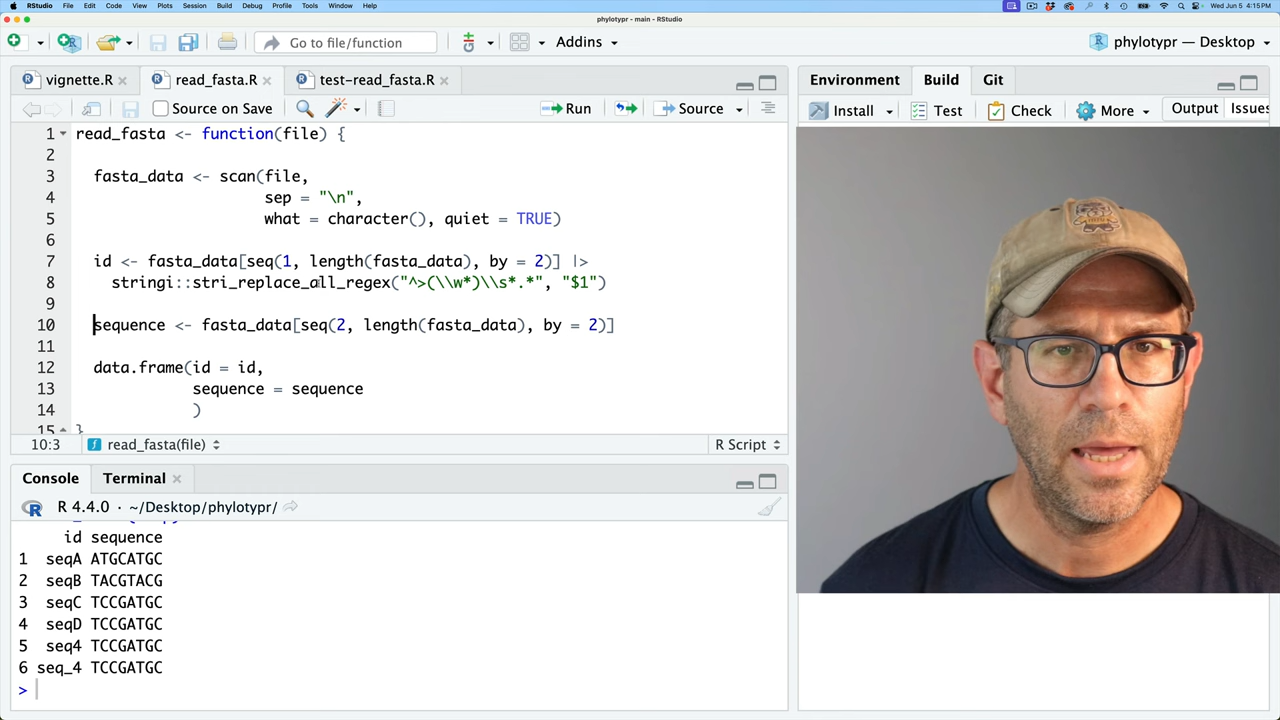 RStudio File Edit Code View Plots Session Build Debug Profile Tools Window Help Wed Jun 5 4:15 PM
phylotypr - main - RStudio
Go to file/function Addins phylotypr — Desktop
vignette.R read_fasta.R test-read_fasta.R
Source on Save Run Source
1 read_fasta <- function(file) {
2
3 fasta_data <- scan(file,
4 sep = "\n",
5 what = character(), quiet = TRUE)
6
7 id <- fasta_data[seq(1, length(fasta_data), by = 2)] |>
8 stringi::stri_replace_all_regex("^>(\\w*)\\s*.*", "$1")
9
10 sequence <- fasta_data[seq(2, length(fasta_data), by = 2)]
11
12 data.frame(id = id,
13 sequence = sequence
14 )
15 }
10:3 read_fasta(file) R Script
Console Terminal
R 4.4.0 · ~/Desktop/phylotypr/
id sequence
1 seqA ATGCATGC
2 seqB TACGTACG
3 seqC TCCGATGC
4 seqD TCCGATGC
5 seq4 TCCGATGC
6 seq_4 TCCGATGC
>
Environment Build Git
Install Test Check More Output Issues